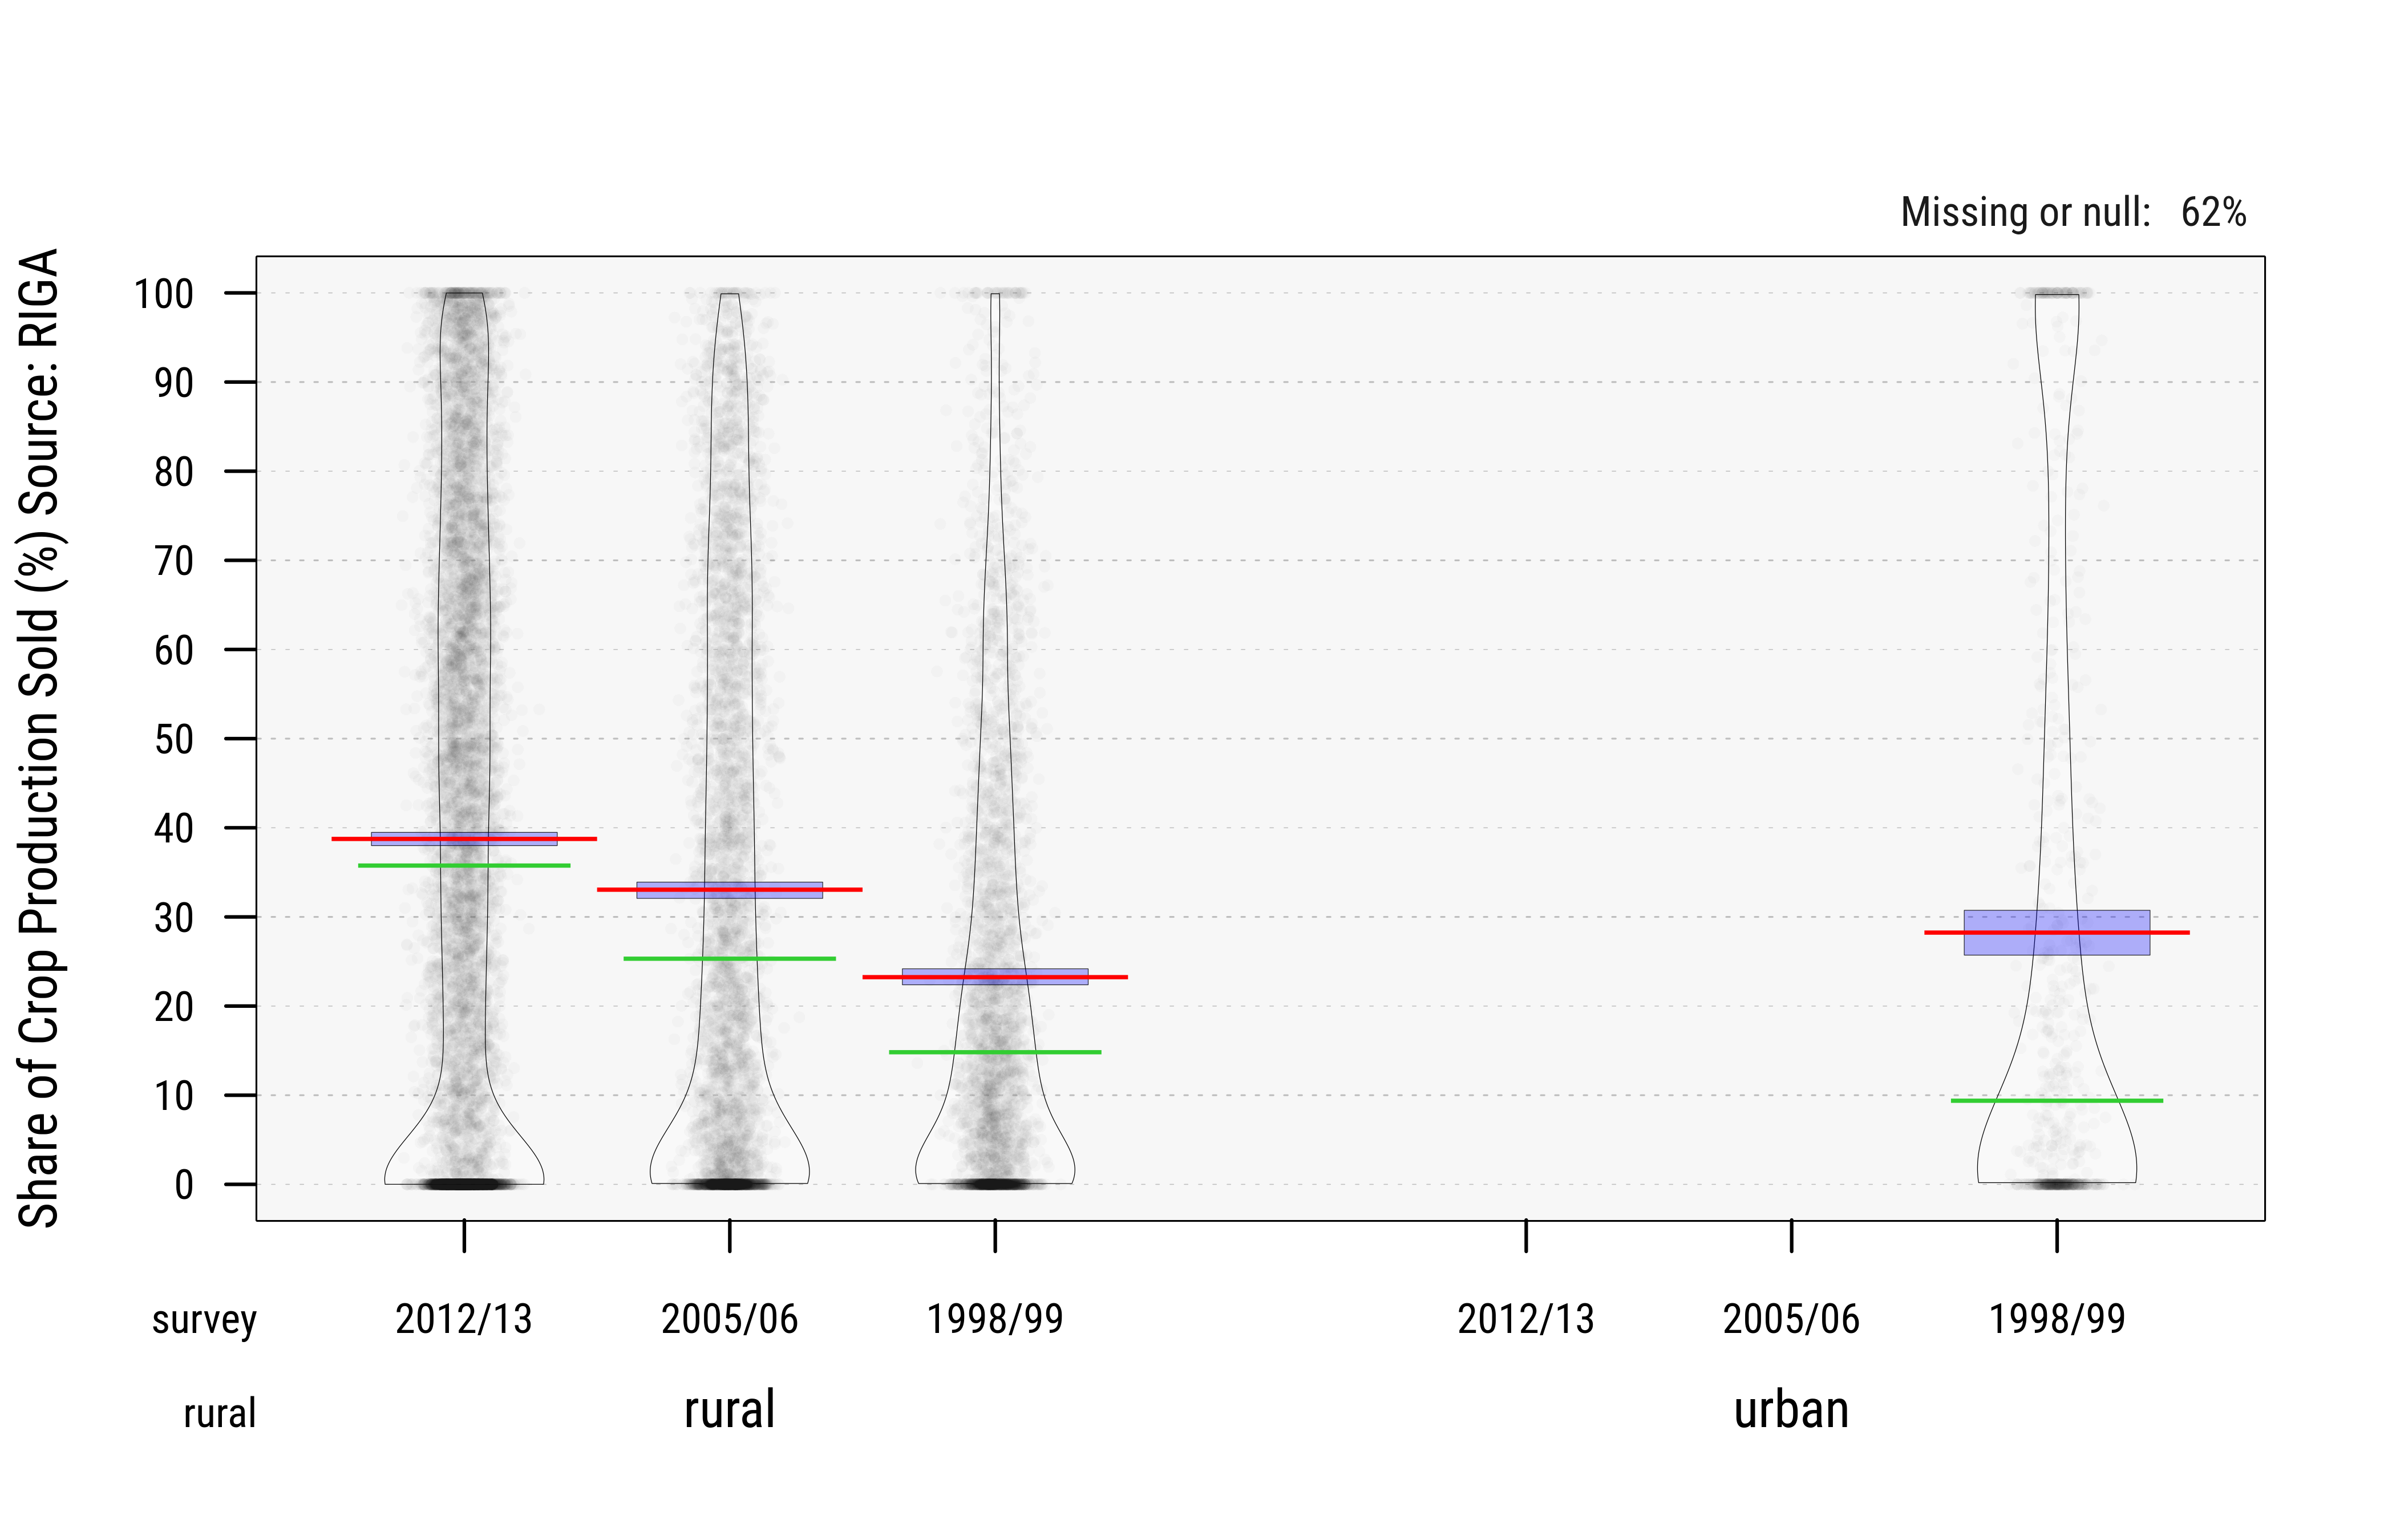 Missing or null: 62%
Share of Crop Production Sold (%) Source: RIGA
100
90
80
70
60
50
40
30
20
10
0
survey 2012/13 2005/06 1998/99 2012/13 2005/06 1998/99
rural rural urban